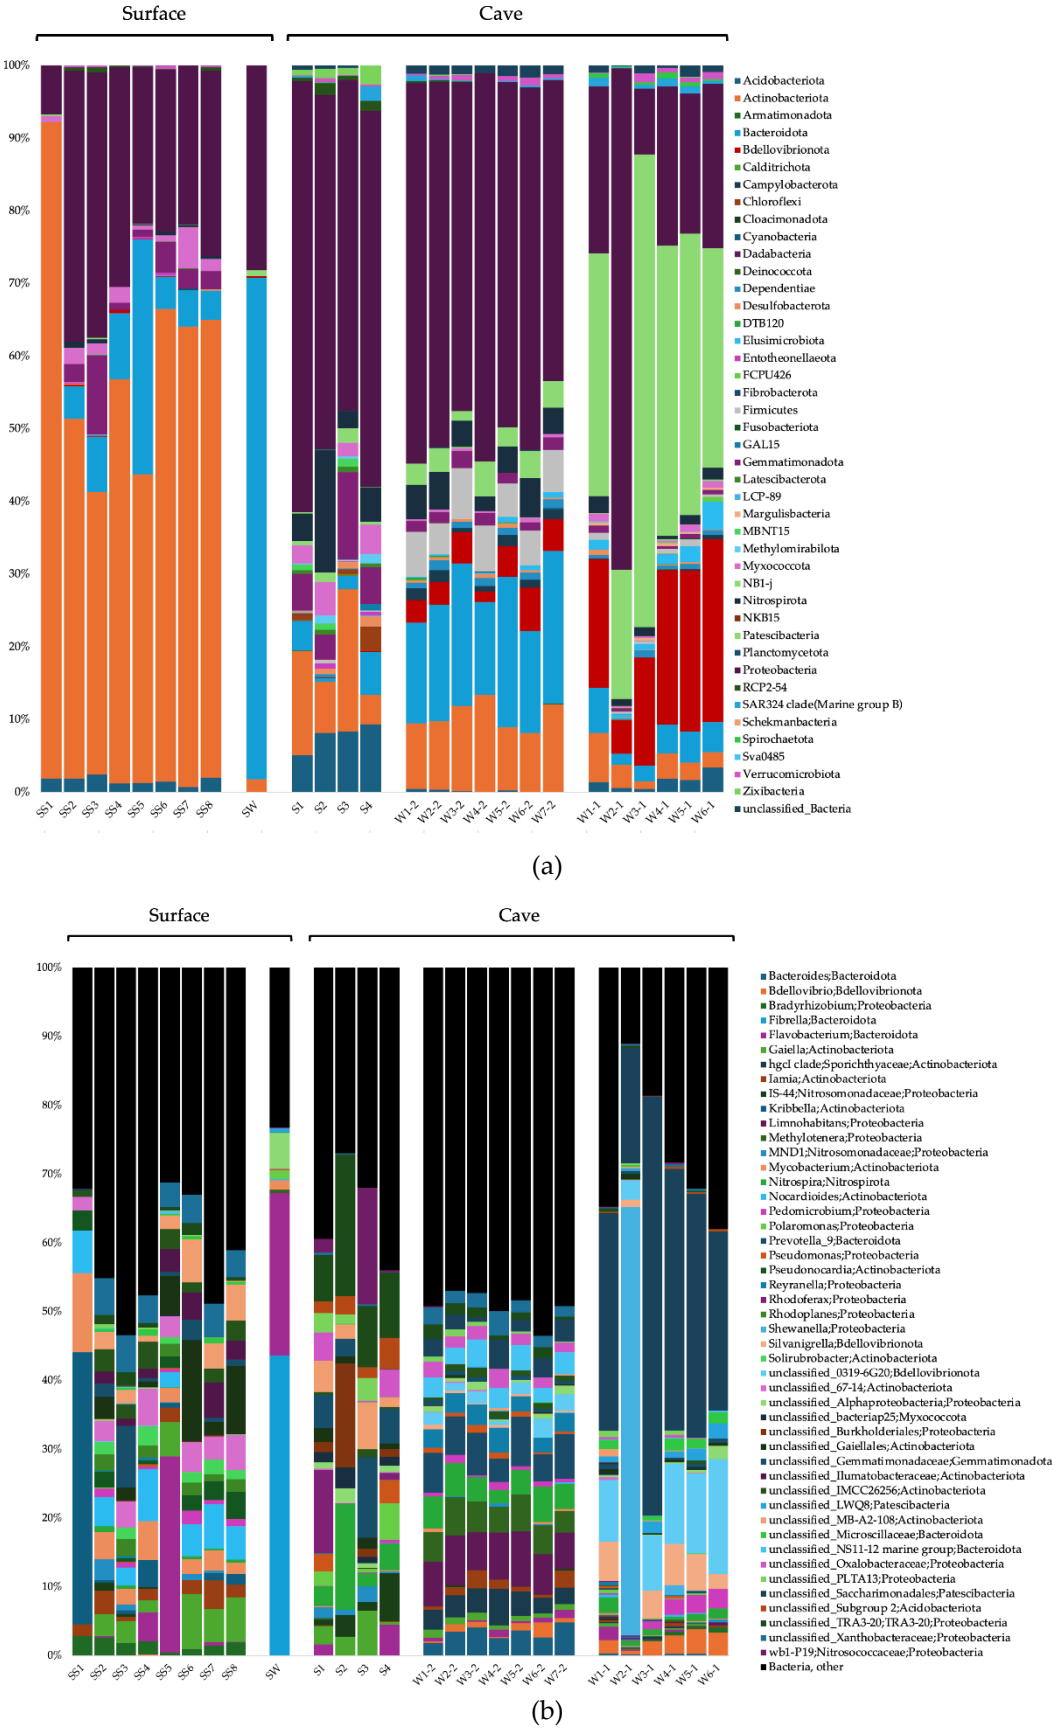 Surface
Cave
(a)
100%
90%
80%
70%
60%
50%
40%
30%
20%
10%
0%
SS1
SS2
SS3
SS4
SS5
SS6
SS7
SS8
SW
S1
S2
S3
S4
W1-2
W2-2
W3-2
W4-2
W5-2
W6-2
W7-2
W1-1
W2-1
W3-1
W4-1
W5-1
W6-1
Acidobacteriota
Actinobacteriota
Armatimonadota
Bacteroidota
Bdellovibrionota
Calditrichota
Campylobacterota
Chloroflexi
Cloacimonadota
Cyanobacteria
Dadabacteria
Deinococcota
Dependentiae
Desulfobacterota
DTB120
Elusimicrobiota
Entotheonellaeota
FCPU426
Fibrobacterota
Firmicutes
Fusobacteriota
GAL15
Gemmatimonadota
Latescibacterota
LCP-89
Margulisbacteria
MBNT15
Methylomirabilota
Myxococcota
NB1-j
Nitrospirota
NKB15
Patescibacteria
Planctomycetota
Proteobacteria
RCP2-54
SAR324 clade(Marine group B)
Schekmanbacteria
Spirochaetota
Sva0485
Verrucomicrobiota
Zixibacteria
unclassified_Bacteria
Surface
Cave
(b)
100%
90%
80%
70%
60%
50%
40%
30%
20%
10%
0%
SS1
SS2
SS3
SS4
SS5
SS6
SS7
SS8
SW
S1
S2
S3
S4
W1-2
W2-2
W3-2
W4-2
W5-2
W6-2
W7-2
W1-1
W2-1
W3-1
W4-1
W5-1
W6-1
Bacteroides;Bacteroidota
Bdellovibrio;Bdellovibrionota
Bradyrhizobium;Proteobacteria
Fibrella;Bacteroidota
Flavobacterium;Bacteroidota
Gaiella;Actinobacteriota
hgcI clade;Sporichthyaceae;Actinobacteriota
Iamia;Actinobacteriota
IS-44;Nitrosomonadaceae;Proteobacteria
Kribbella;Actinobacteriota
Limnohabitans;Proteobacteria
Methylotenera;Proteobacteria
MND1;Nitrosomonadaceae;Proteobacteria
Mycobacterium;Actinobacteriota
Nitrospira;Nitrospirota
Nocardioides;Actinobacteriota
Pedomicrobium;Proteobacteria
Polaromonas;Proteobacteria
Prevotella_9;Bacteroidota
Pseudomonas;Proteobacteria
Pseudonocardia;Actinobacteriota
Reyranella;Proteobacteria
Rhodoferax;Proteobacteria
Rhodoplanes;Proteobacteria
Shewanella;Proteobacteria
Silvanigrella;Bdellovibrionota
Solirubrobacter;Actinobacteriota
unclassified_0319-6G20;Bdellovibrionota
unclassified_67-14;Actinobacteriota
unclassified_Alphaproteobacteria;Proteobacteria
unclassified_bacteriap25;Myxococcota
unclassified_Burkholderiales;Proteobacteria
unclassified_Gaiellales;Actinobacteriota
unclassified_Gemmatimonadaceae;Gemmatimonadota
unclassified_Ilumatobacteraceae;Actinobacteriota
unclassified_IMCC26256;Actinobacteriota
unclassified_LWQ8;Patescibacteria
unclassified_MB-A2-108;Actinobacteriota
unclassified_Microscillaceae;Bacteroidota
unclassified_NS11-12 marine group;Bacteroidota
unclassified_Oxalobacteraceae;Proteobacteria
unclassified_PLTA13;Proteobacteria
unclassified_Saccharimonadales;Patescibacteria
unclassified_Subgroup 2;Acidobacteriota
unclassified_TRA3-20;TRA3-20;Proteobacteria
unclassified_Xanthobacteraceae;Proteobacteria
wb1-P19;Nitrosococcaceae;Proteobacteria
Bacteria, other